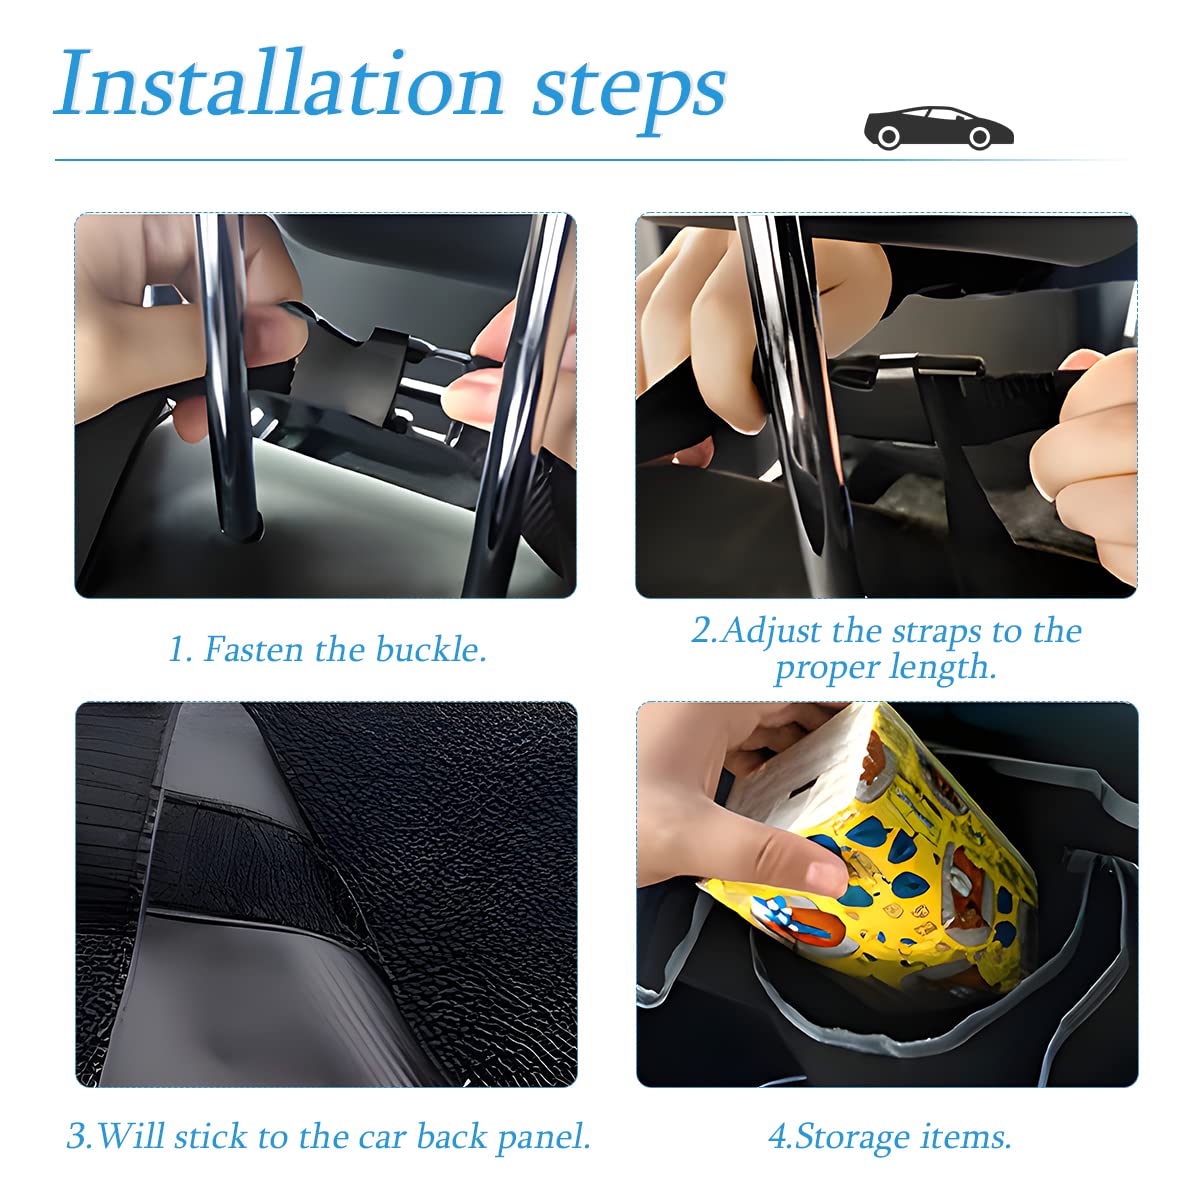 Installation steps
1. Fasten the buckle.
2.Adjust the straps to the
proper length.
3.Will stick to the car back panel.
4.Storage items.